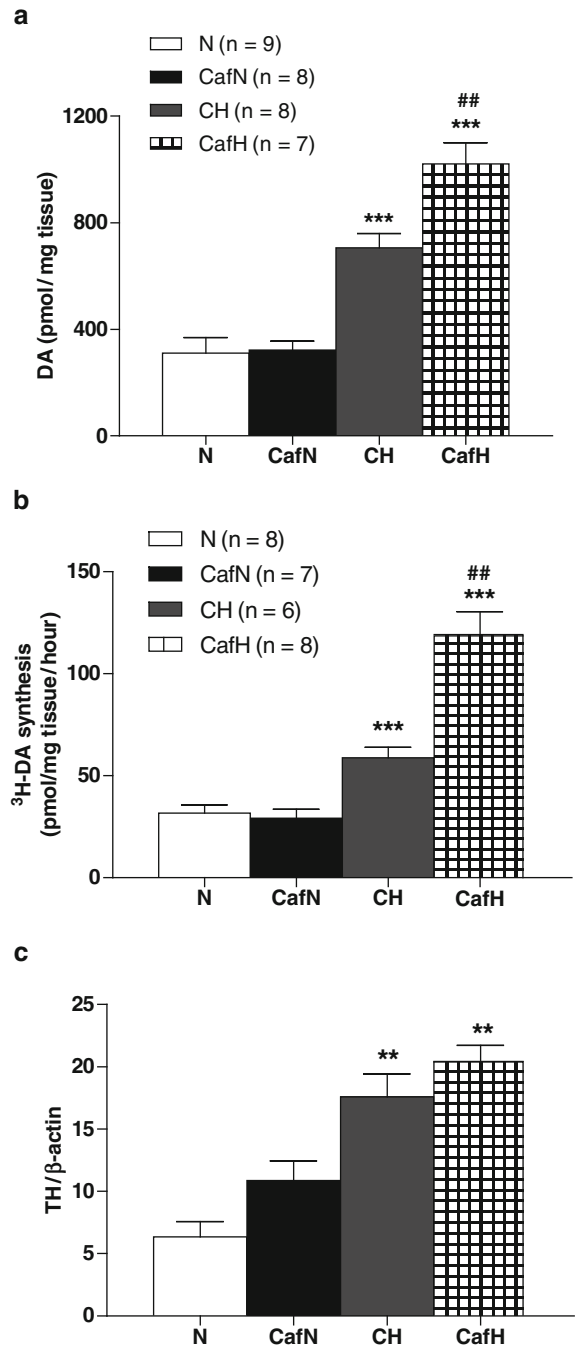 a
N (n = 9)
CafN (n = 8)
CH (n = 8)
CafH (n = 7)
1200
800
400
0
DA (pmol/mg tissue)
***
##
***
N CafN CH CafH
b
N (n = 8)
CafN (n = 7)
CH (n = 6)
CafH (n = 8)
150
100
50
0
³H-DA synthesis
(pmol/mg tissue/hour)
***
##
***
N CafN CH CafH
c
25
20
15
10
5
0
TH/β-actin
**
**
N CafN CH CafH